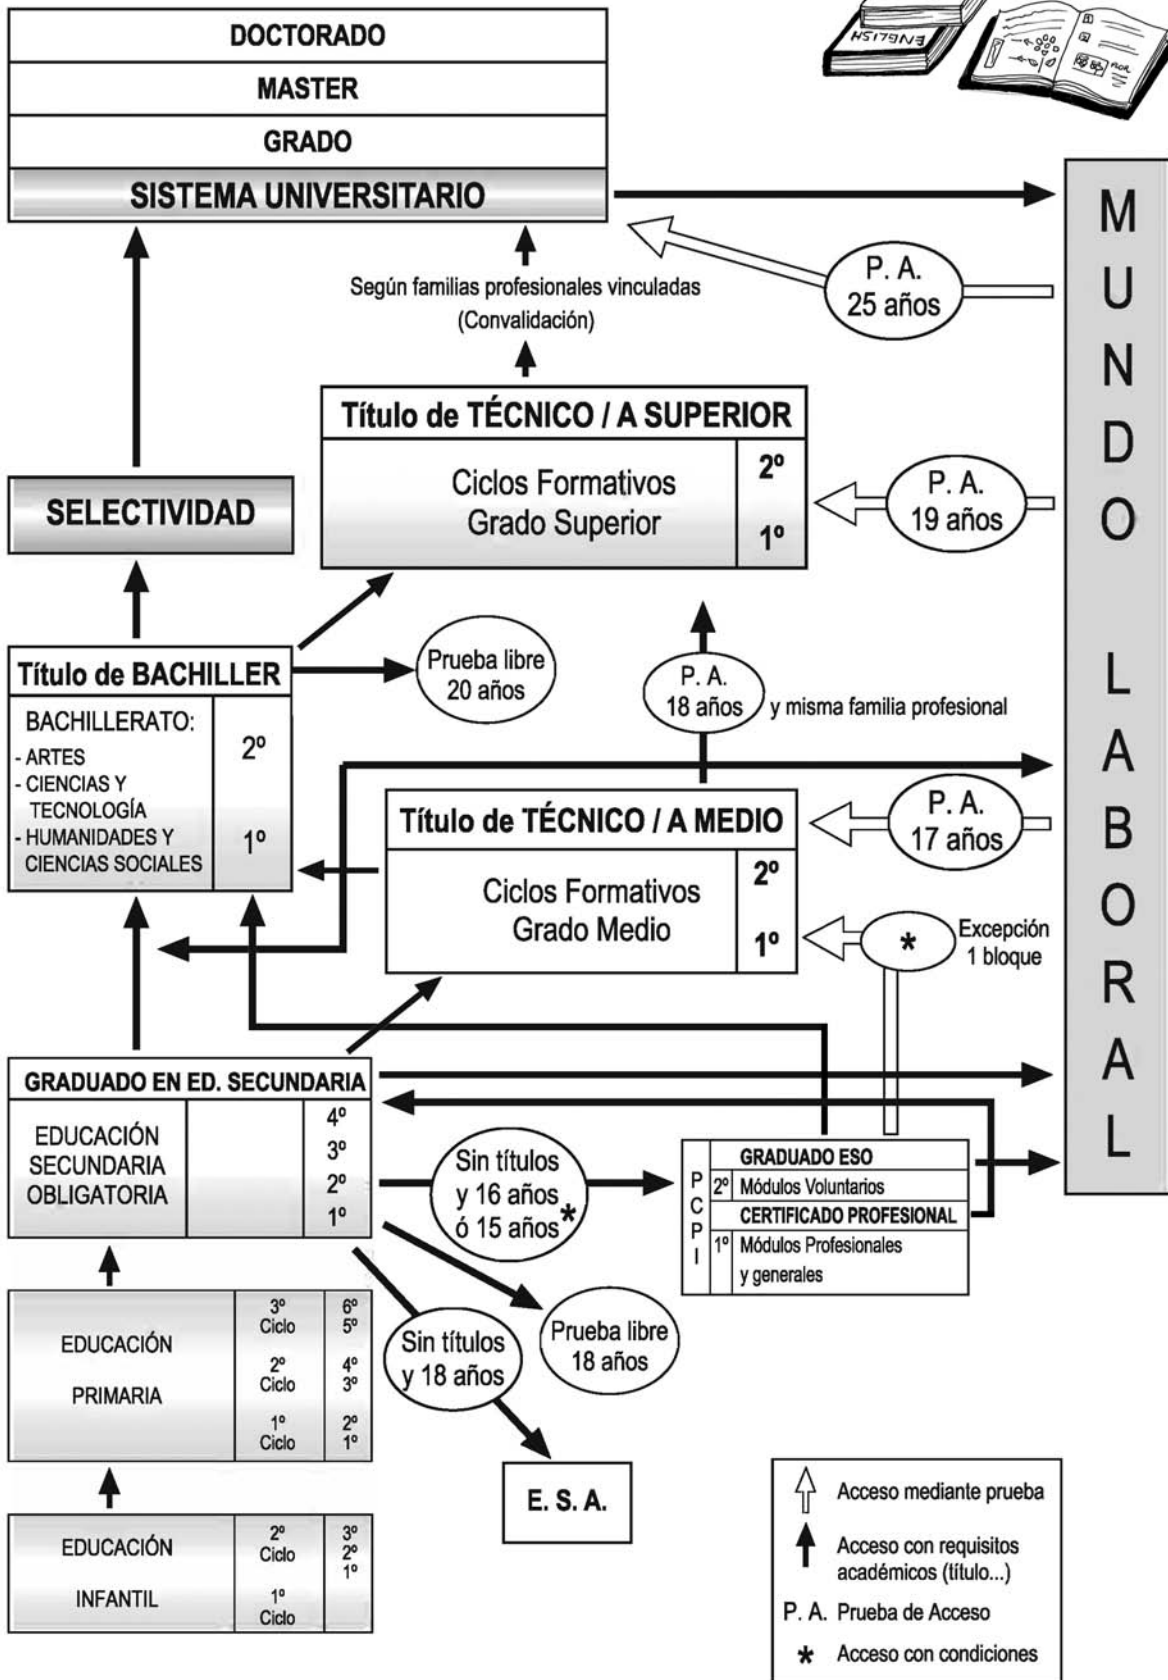 ENGLISH
1
2
DOCTORADO
MASTER
GRADO
SISTEMA UNIVERSITARIO
MUNDO LABORAL
P. A.
25 años
Según familias profesionales vinculadas
(Convalidación)
Título de TÉCNICO / A SUPERIOR
Ciclos Formativos
Grado Superior
2º
1º
P. A.
19 años
SELECTIVIDAD
Prueba libre
20 años
P. A.
18 años
y misma familia profesional
Título de BACHILLER
BACHILLERATO:
- ARTES
- CIENCIAS Y
TECNOLOGÍA
- HUMANIDADES Y
CIENCIAS SOCIALES
2º
1º
Título de TÉCNICO / A MEDIO
Ciclos Formativos
Grado Medio
2º
1º
P. A.
17 años
*
Excepción
1 bloque
GRADUADO EN ED. SECUNDARIA
EDUCACIÓN
SECUNDARIA
OBLIGATORIA
4º
3º
2º
1º
Sin títulos
y 16 años
ó 15 años *
PCPI
GRADUADO ESO
2º Módulos Voluntarios
CERTIFICADO PROFESIONAL
1º Módulos Profesionales
y generales
Sin títulos
y 18 años
Prueba libre
18 años
EDUCACIÓN
PRIMARIA
3º
Ciclo
6º
5º
2º
Ciclo
4º
3º
1º
Ciclo
2º
1º
E. S. A.
EDUCACIÓN
INFANTIL
2º
Ciclo
3º
2º
1º
1º
Ciclo
Acceso mediante prueba
Acceso con requisitos
académicos (título...)
P. A. Prueba de Acceso
* Acceso con condiciones